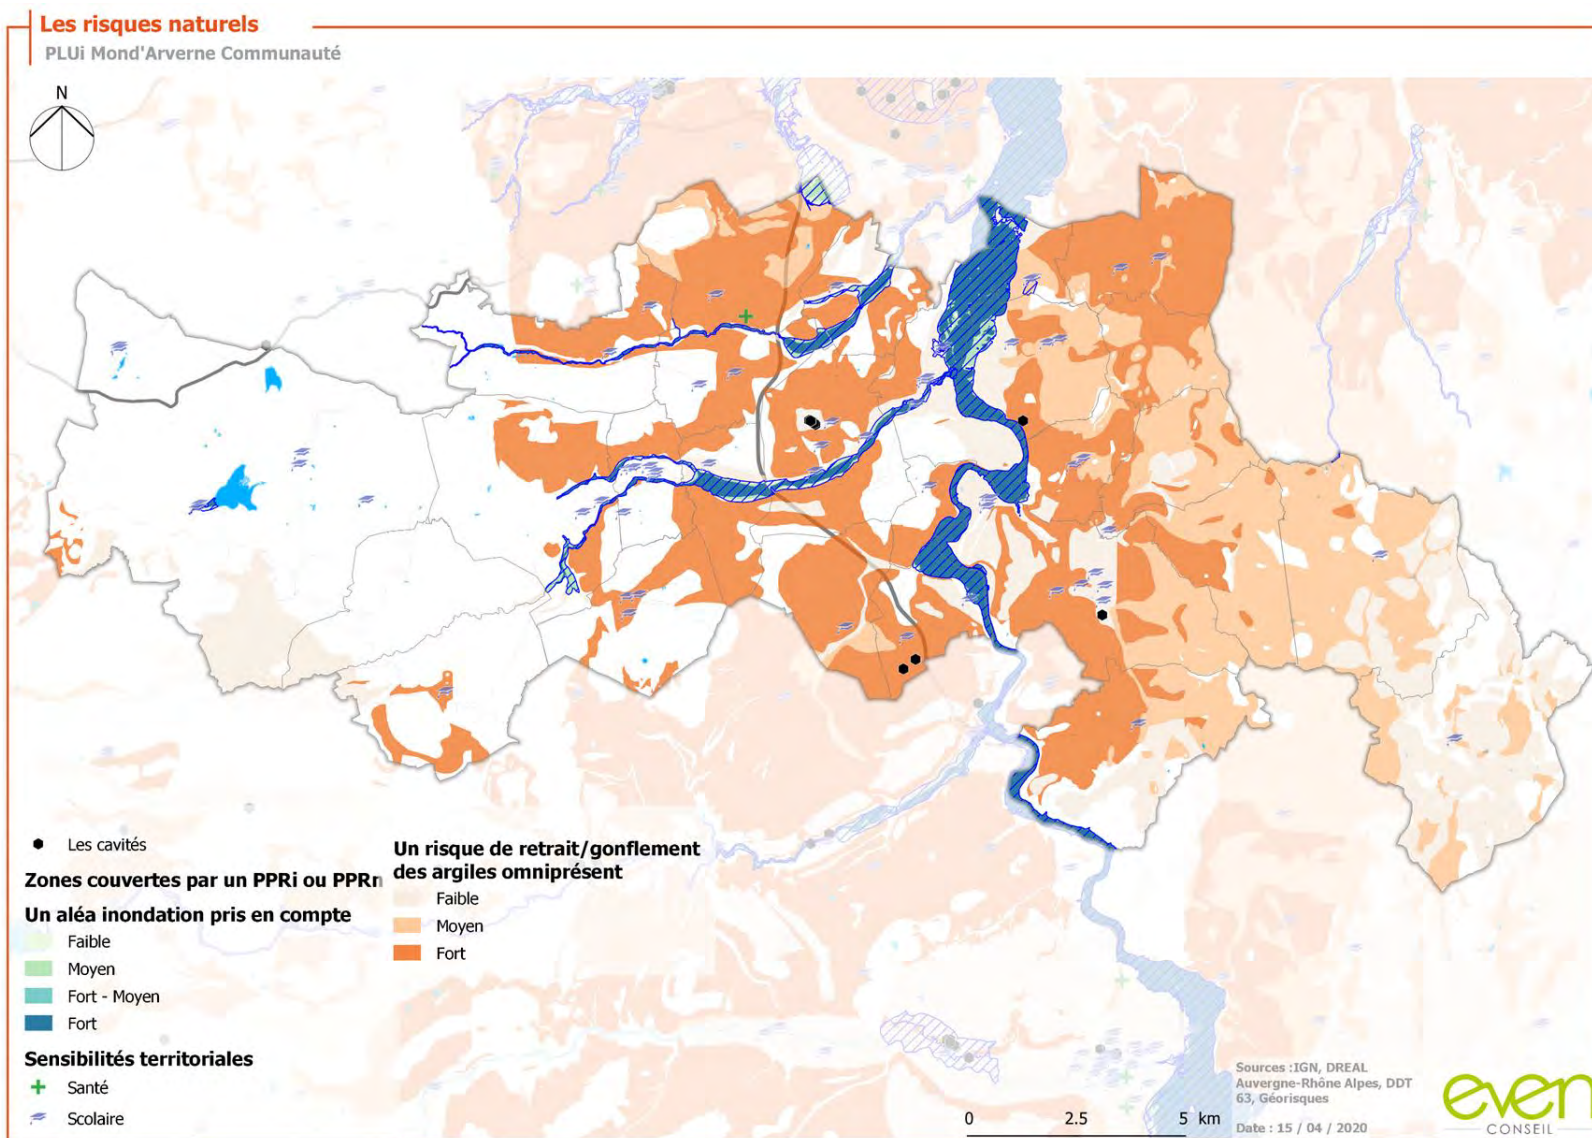 Les risques naturels
PLUi Mond'Arverne Communauté
N
Les cavités
Zones couvertes par un PPRi ou PPRn
Un aléa inondation pris en compte
Faible
Moyen
Fort - Moyen
Fort
Sensibilités territoriales
Santé
Scolaire
Un risque de retrait/gonflement
des argiles omniprésent
Faible
Moyen
Fort
0 2.5 5 km
Sources :IGN, DREAL
Auvergne-Rhône Alpes, DDT
63, Géorisques
Date : 15 / 04 / 2020
even
CONSEIL